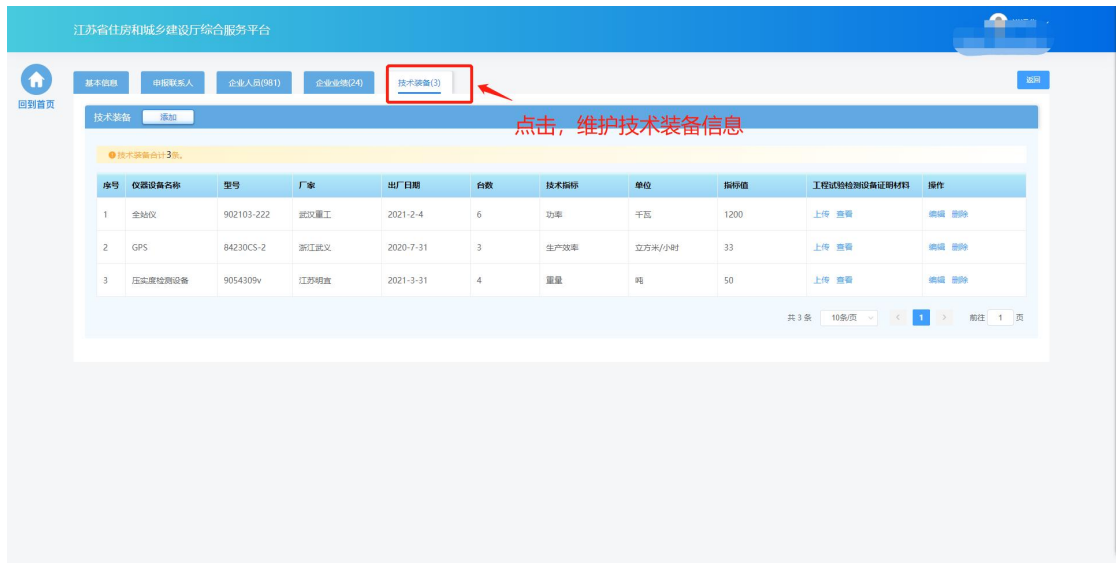 江苏省住房和城乡建设厅综合服务平台
回到首页
基本信息 申报联系人 企业人员(981) 企业业绩(24) 技术装备(3) 返回
点击，维护技术装备信息
技术装备 添加
技术装备合计3条。
序号 仪器设备名称 型号 厂家 出厂日期 台数 技术指标 单位 指标值 工程试验检测设备证明材料 操作
1 全站仪 902103-222 武汉重工 2021-2-4 6 功率 千瓦 1200 上传 查看 编辑 删除
2 GPS 84230CS-2 浙江武义 2020-7-31 3 生产效率 立方米/小时 33 上传 查看 编辑 删除
3 压实度检测设备 9054309v 江苏明宜 2021-3-31 4 重量 吨 50 上传 查看 编辑 删除
共 3 条 10条/页 1 前往 1 页